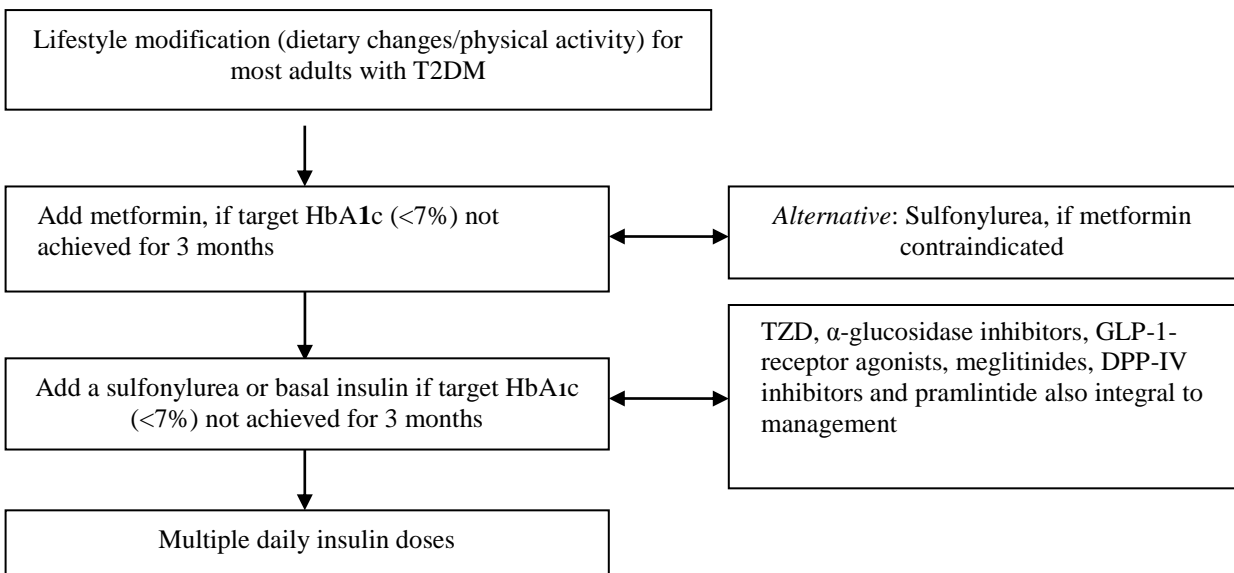 Lifestyle modification (dietary changes/physical activity) for
most adults with T2DM
Add metformin, if target HbA1c (<7%) not
achieved for 3 months
Alternative: Sulfonylurea, if metformin
contraindicated
Add a sulfonylurea or basal insulin if target HbA1c
(<7%) not achieved for 3 months
TZD, α-glucosidase inhibitors, GLP-1-
receptor agonists, meglitinides, DPP-IV
inhibitors and pramlintide also integral to
management
Multiple daily insulin doses